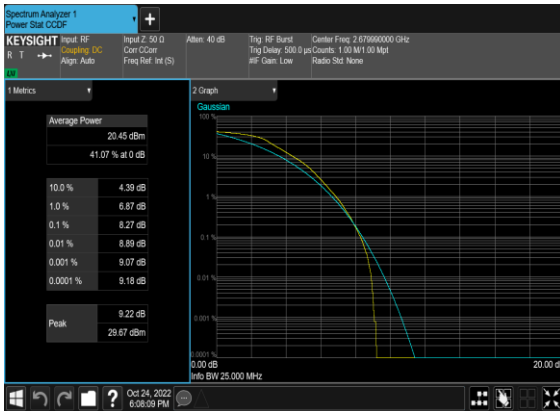 Spectrum Analyzer 1
Power Stat CCDF
KEYSIGHT
R T
LXI
Input: RF
Coupling: DC
Align: Auto
Input Z: 50 Ω
Corr CCorr
Freq Ref: Int (S)
Atten: 40 dB
Trig: RF Burst
Trig Delay: 500.0 µs
#IF Gain: Low
Center Freq: 2.679990000 GHz
Counts: 1.00 M/1.00 Mpt
Radio Std: None
1 Metrics
Average Power
20.45 dBm
41.07 % at 0 dB
10.0 % 4.39 dB
1.0 % 6.87 dB
0.1 % 8.27 dB
0.01 % 8.89 dB
0.001 % 9.07 dB
0.0001 % 9.18 dB
Peak
9.22 dB
29.67 dBm
2 Graph
Gaussian
100 %
10 %
1 %
0.1 %
0.01 %
0.001 %
0.0001 %
0.00 dB
20.00 d
Info BW 25.000 MHz
?
Oct 24, 2022
6:08:09 PM